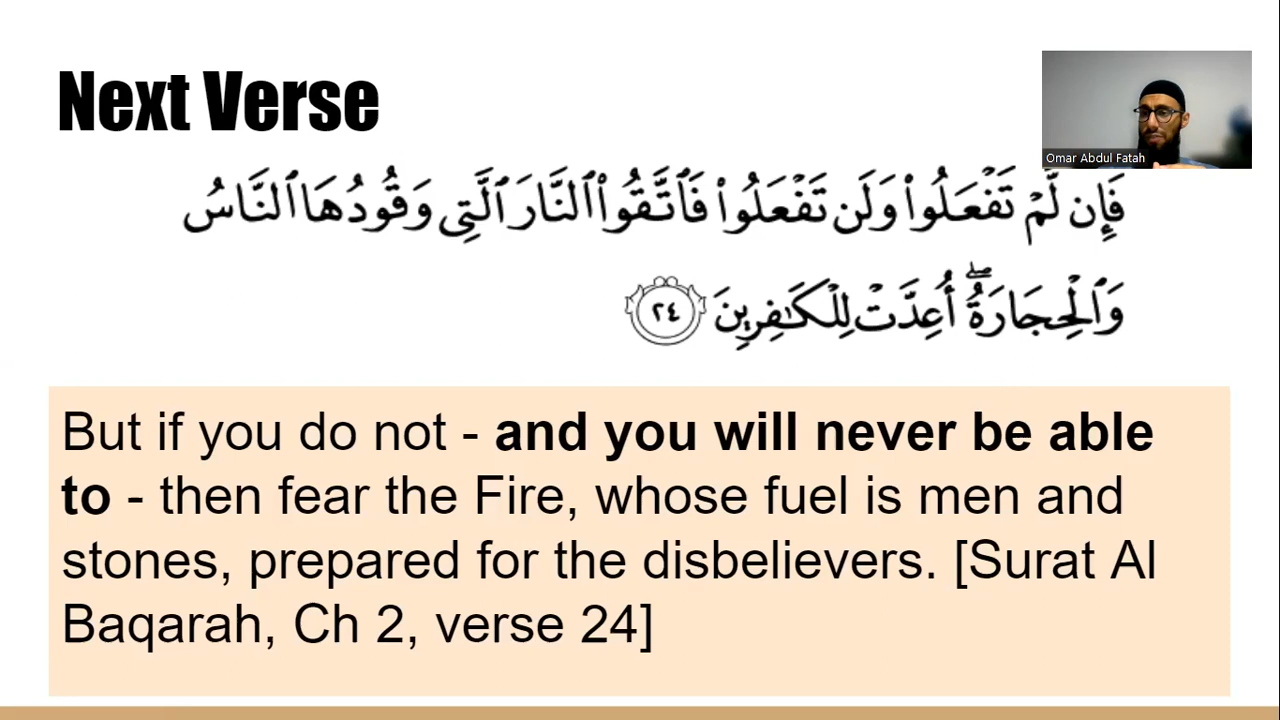 Next Verse
Omar Abdul Fatah
فَإِن لَّمْ تَفْعَلُوا۟ وَلَن تَفْعَلُوا۟ فَٱتَّقُوا۟ ٱلنَّارَ ٱلَّتِى وَقُودُهَا ٱلنَّاسُ
وَٱلْحِجَارَةُ ۖ أُعِدَّتْ لِلْكَـٰفِرِينَ ٢٤
But if you do not - and you will never be able
to - then fear the Fire, whose fuel is men and
stones, prepared for the disbelievers. [Surat Al
Baqarah, Ch 2, verse 24]